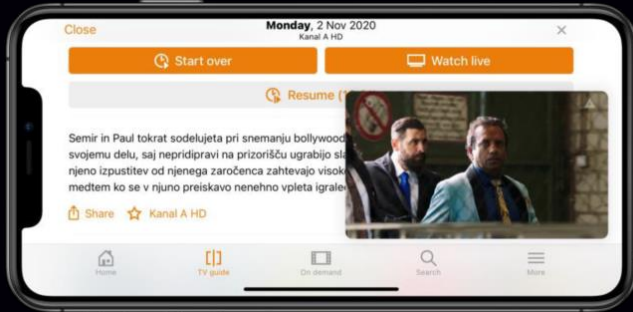 Close
Monday, 2 Nov 2020
Kanal A HD
Start over
Watch live
Resume
Semir in Paul tokrat sodelujeta pri snemanju bollywood
svojemu delu, saj nepridipravi na prizorišču ugrabijo
njeno izpustitev od njenega zaročenca zahtevajo
medtem ko se v njuno preiskavo nenehno vpleta
Share
Kanal A HD
Home
TV guide
On demand
Search
More